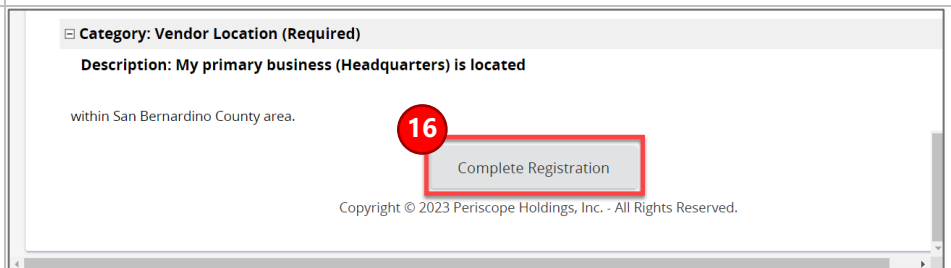 Category: Vendor Location (Required)
Description: My primary business (Headquarters) is located
within San Bernardino County area.
16
Complete Registration
Copyright © 2023 Periscope Holdings, Inc. - All Rights Reserved.